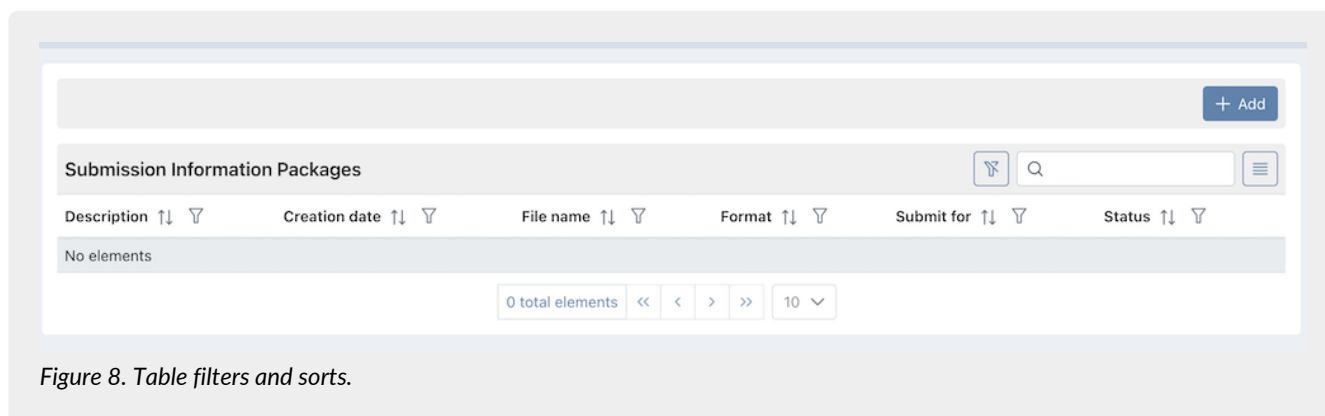 + Add
Submission Information Packages
Description Creation date File name Format Submit for Status
No elements
0 total elements << < > >> 10
Figure 8. Table filters and sorts.